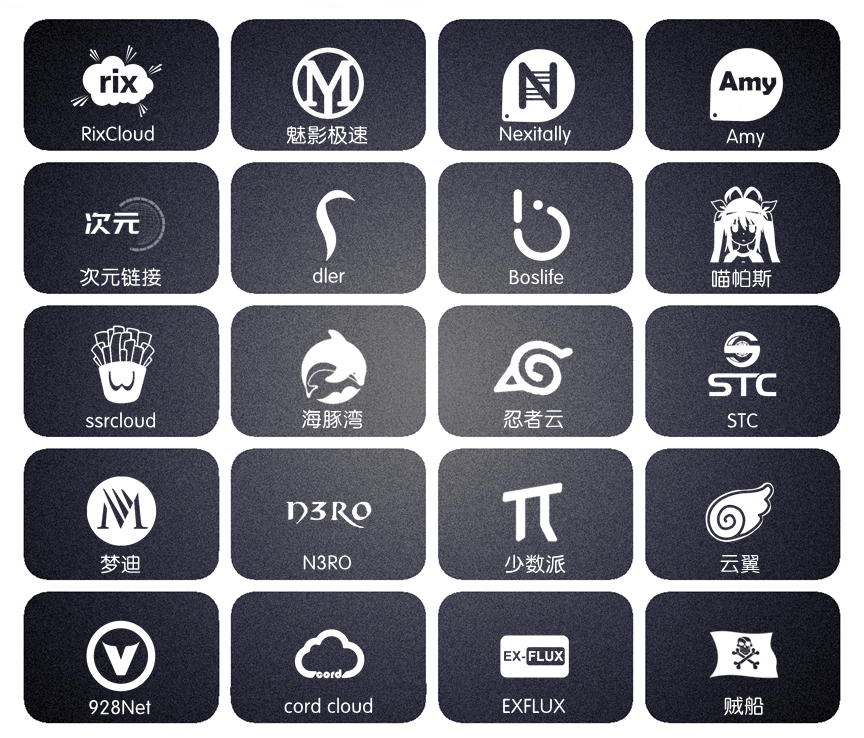 rix
RixCloud
魅影极速
Nexitally
Amy
Amy
次元
次元链接
dler
Boslife
喵帕斯
ssrcloud
海豚湾
忍者云
STC
STC
梦迪
N3RO
N3RO
少数派
云翼
928Net
cord
cord cloud
EX-FLUX
EXFLUX
贼船